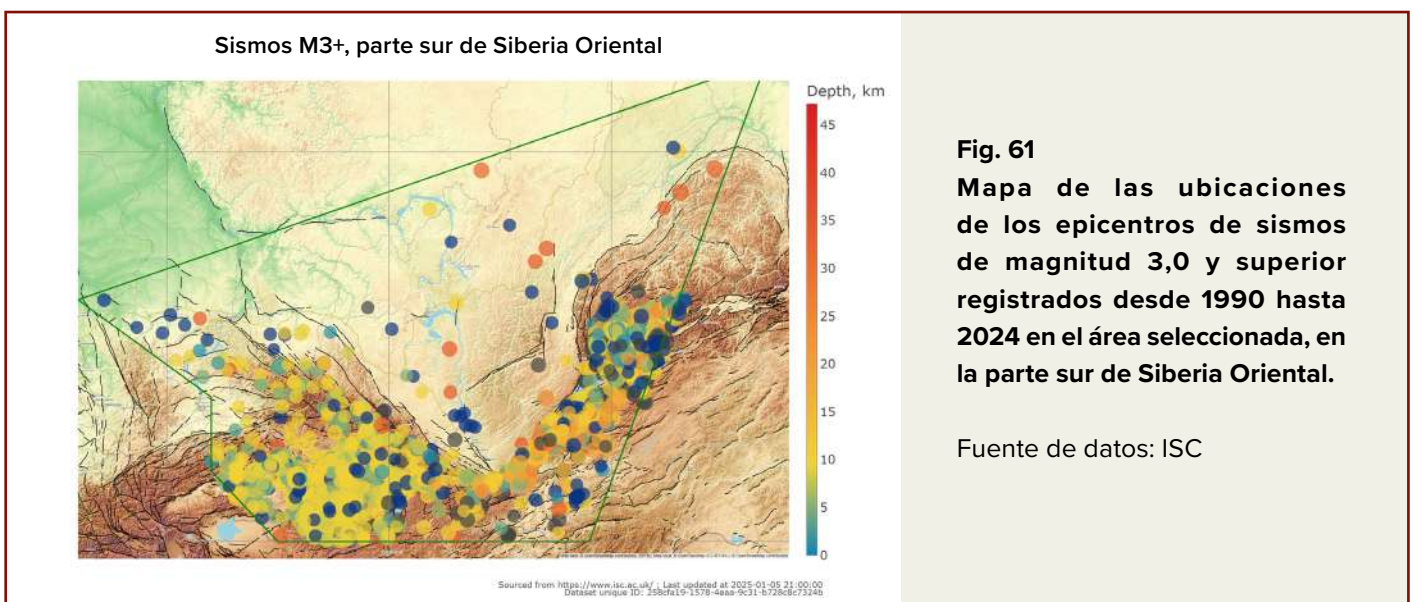 Sismos M3+, parte sur de Siberia Oriental
Depth, km
45
40
35
30
25
20
15
10
5
0
Sourced from https://www.isc.ac.uk/ ; Last updated at 2025-01-05 21:00:00
Dataset unique ID: 258cfa19-1578-4aaa-9c31-b728c8c7324b
Fig. 61
Mapa de las ubicaciones
de los epicentros de sismos
de magnitud 3,0 y superior
registrados desde 1990 hasta
2024 en el área seleccionada, en
la parte sur de Siberia Oriental.
Fuente de datos: ISC